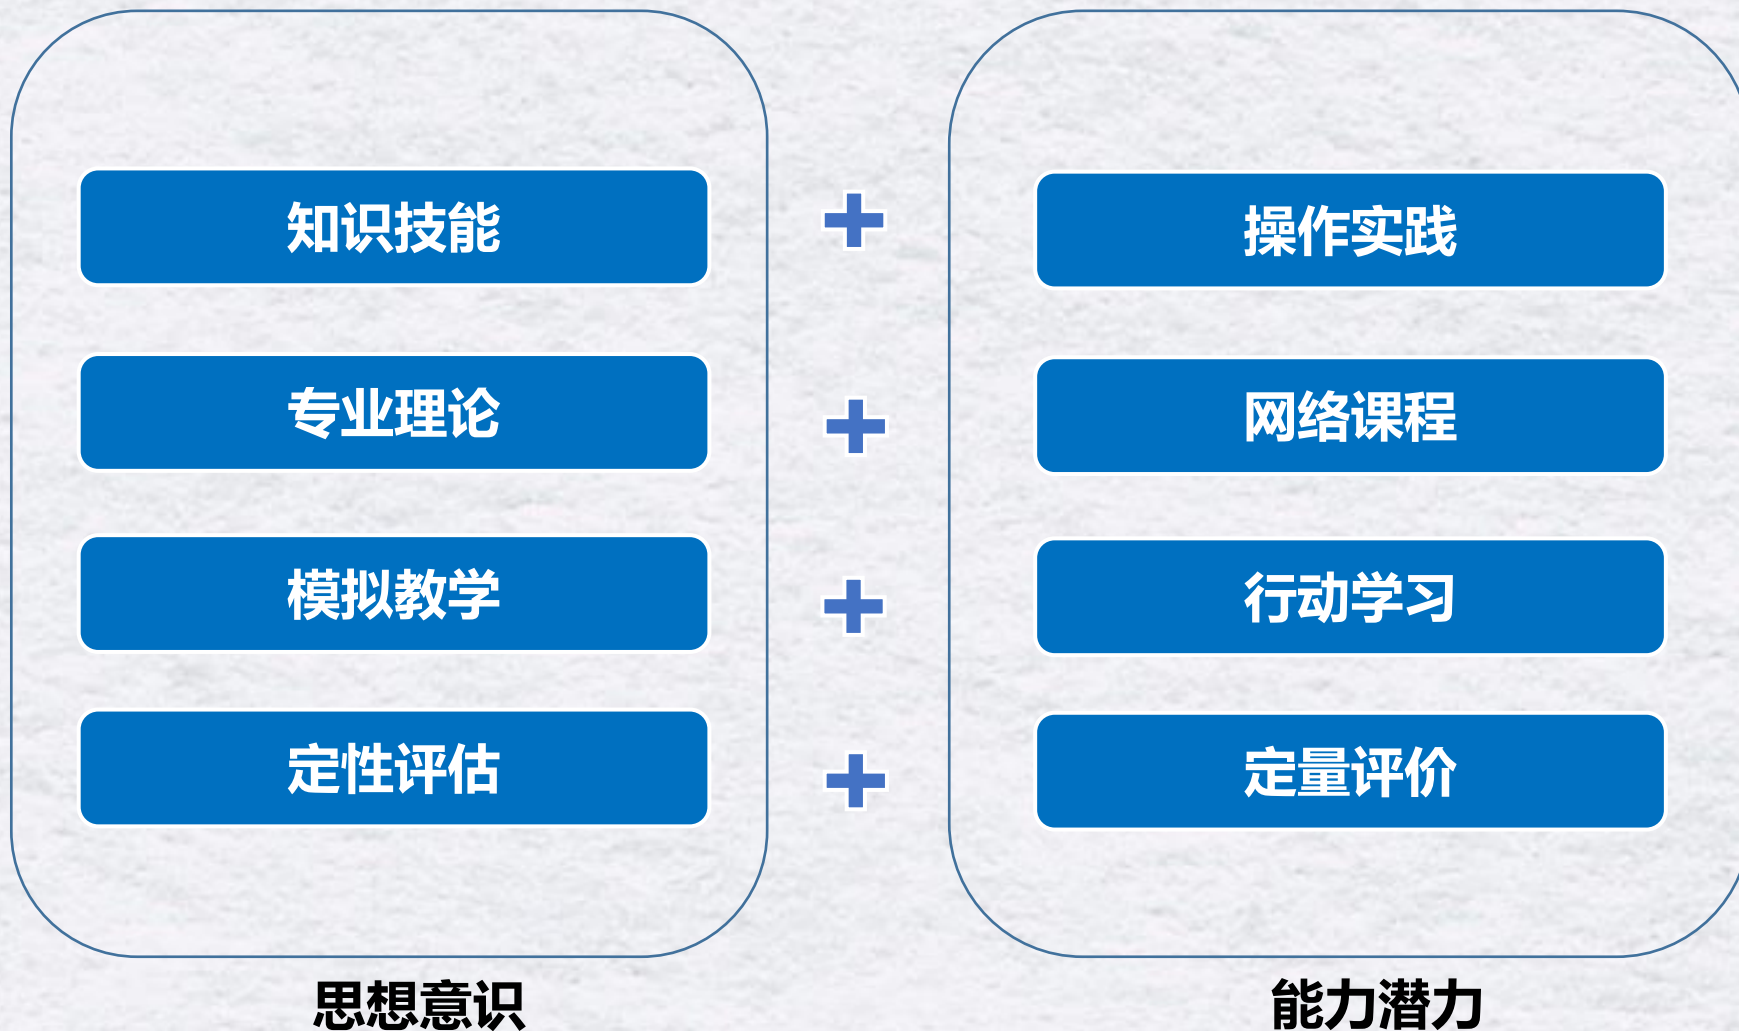 知识技能
操作实践
专业理论
网络课程
模拟教学
行动学习
定性评估
定量评价
思想意识
能力潜力